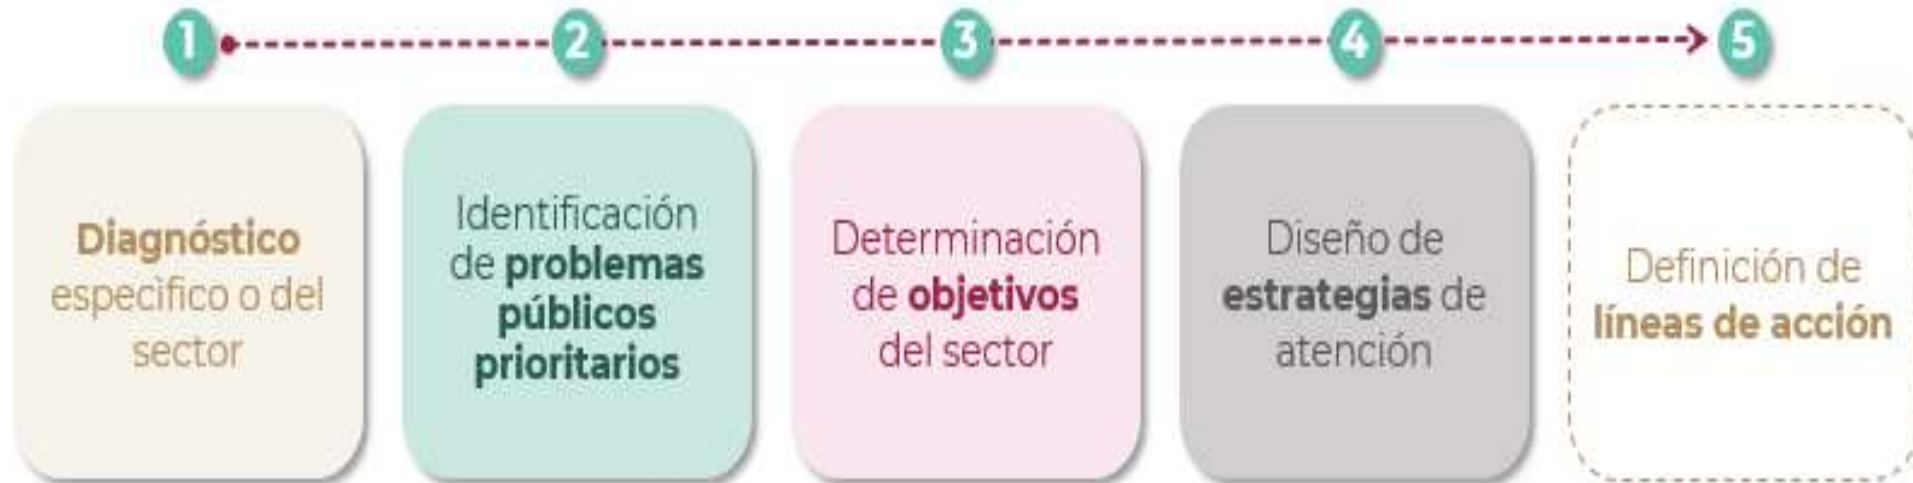 1
2
3
4
5
Diagnóstico
específico o del
sector
Identificación
de problemas
públicos
prioritarios
Determinación
de objetivos
del sector
Diseño de
estrategias de
atención
Definición de
líneas de acción